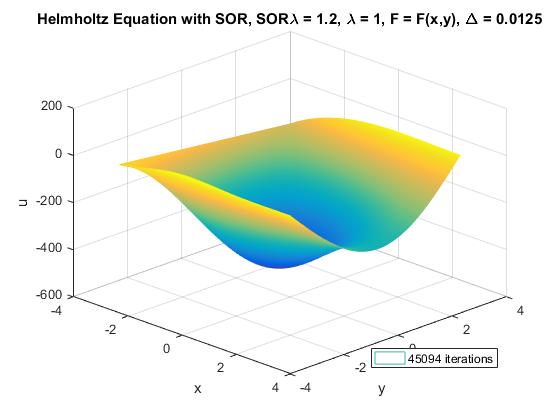 Helmholtz Equation with SOR, SORλ = 1.2, λ = 1, F = F(x,y), Δ = 0.0125
200
0
-200
-400
-600
u
-4
-2
0
2
4
x
-4
-2
2
4
y
45094 iterations